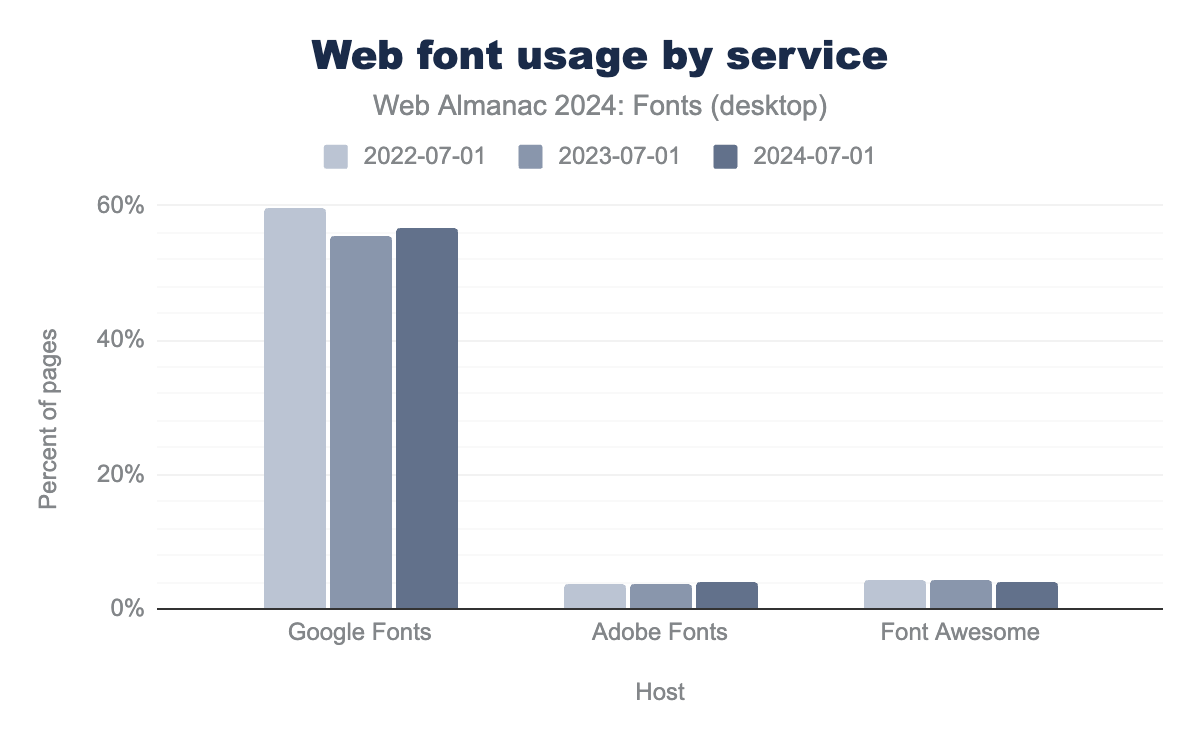 Web font usage by service
Web Almanac 2024: Fonts (desktop)
2022-07-01 2023-07-01 2024-07-01
60%
40%
20%
0%
Percent of pages
Google Fonts Adobe Fonts Font Awesome
Host